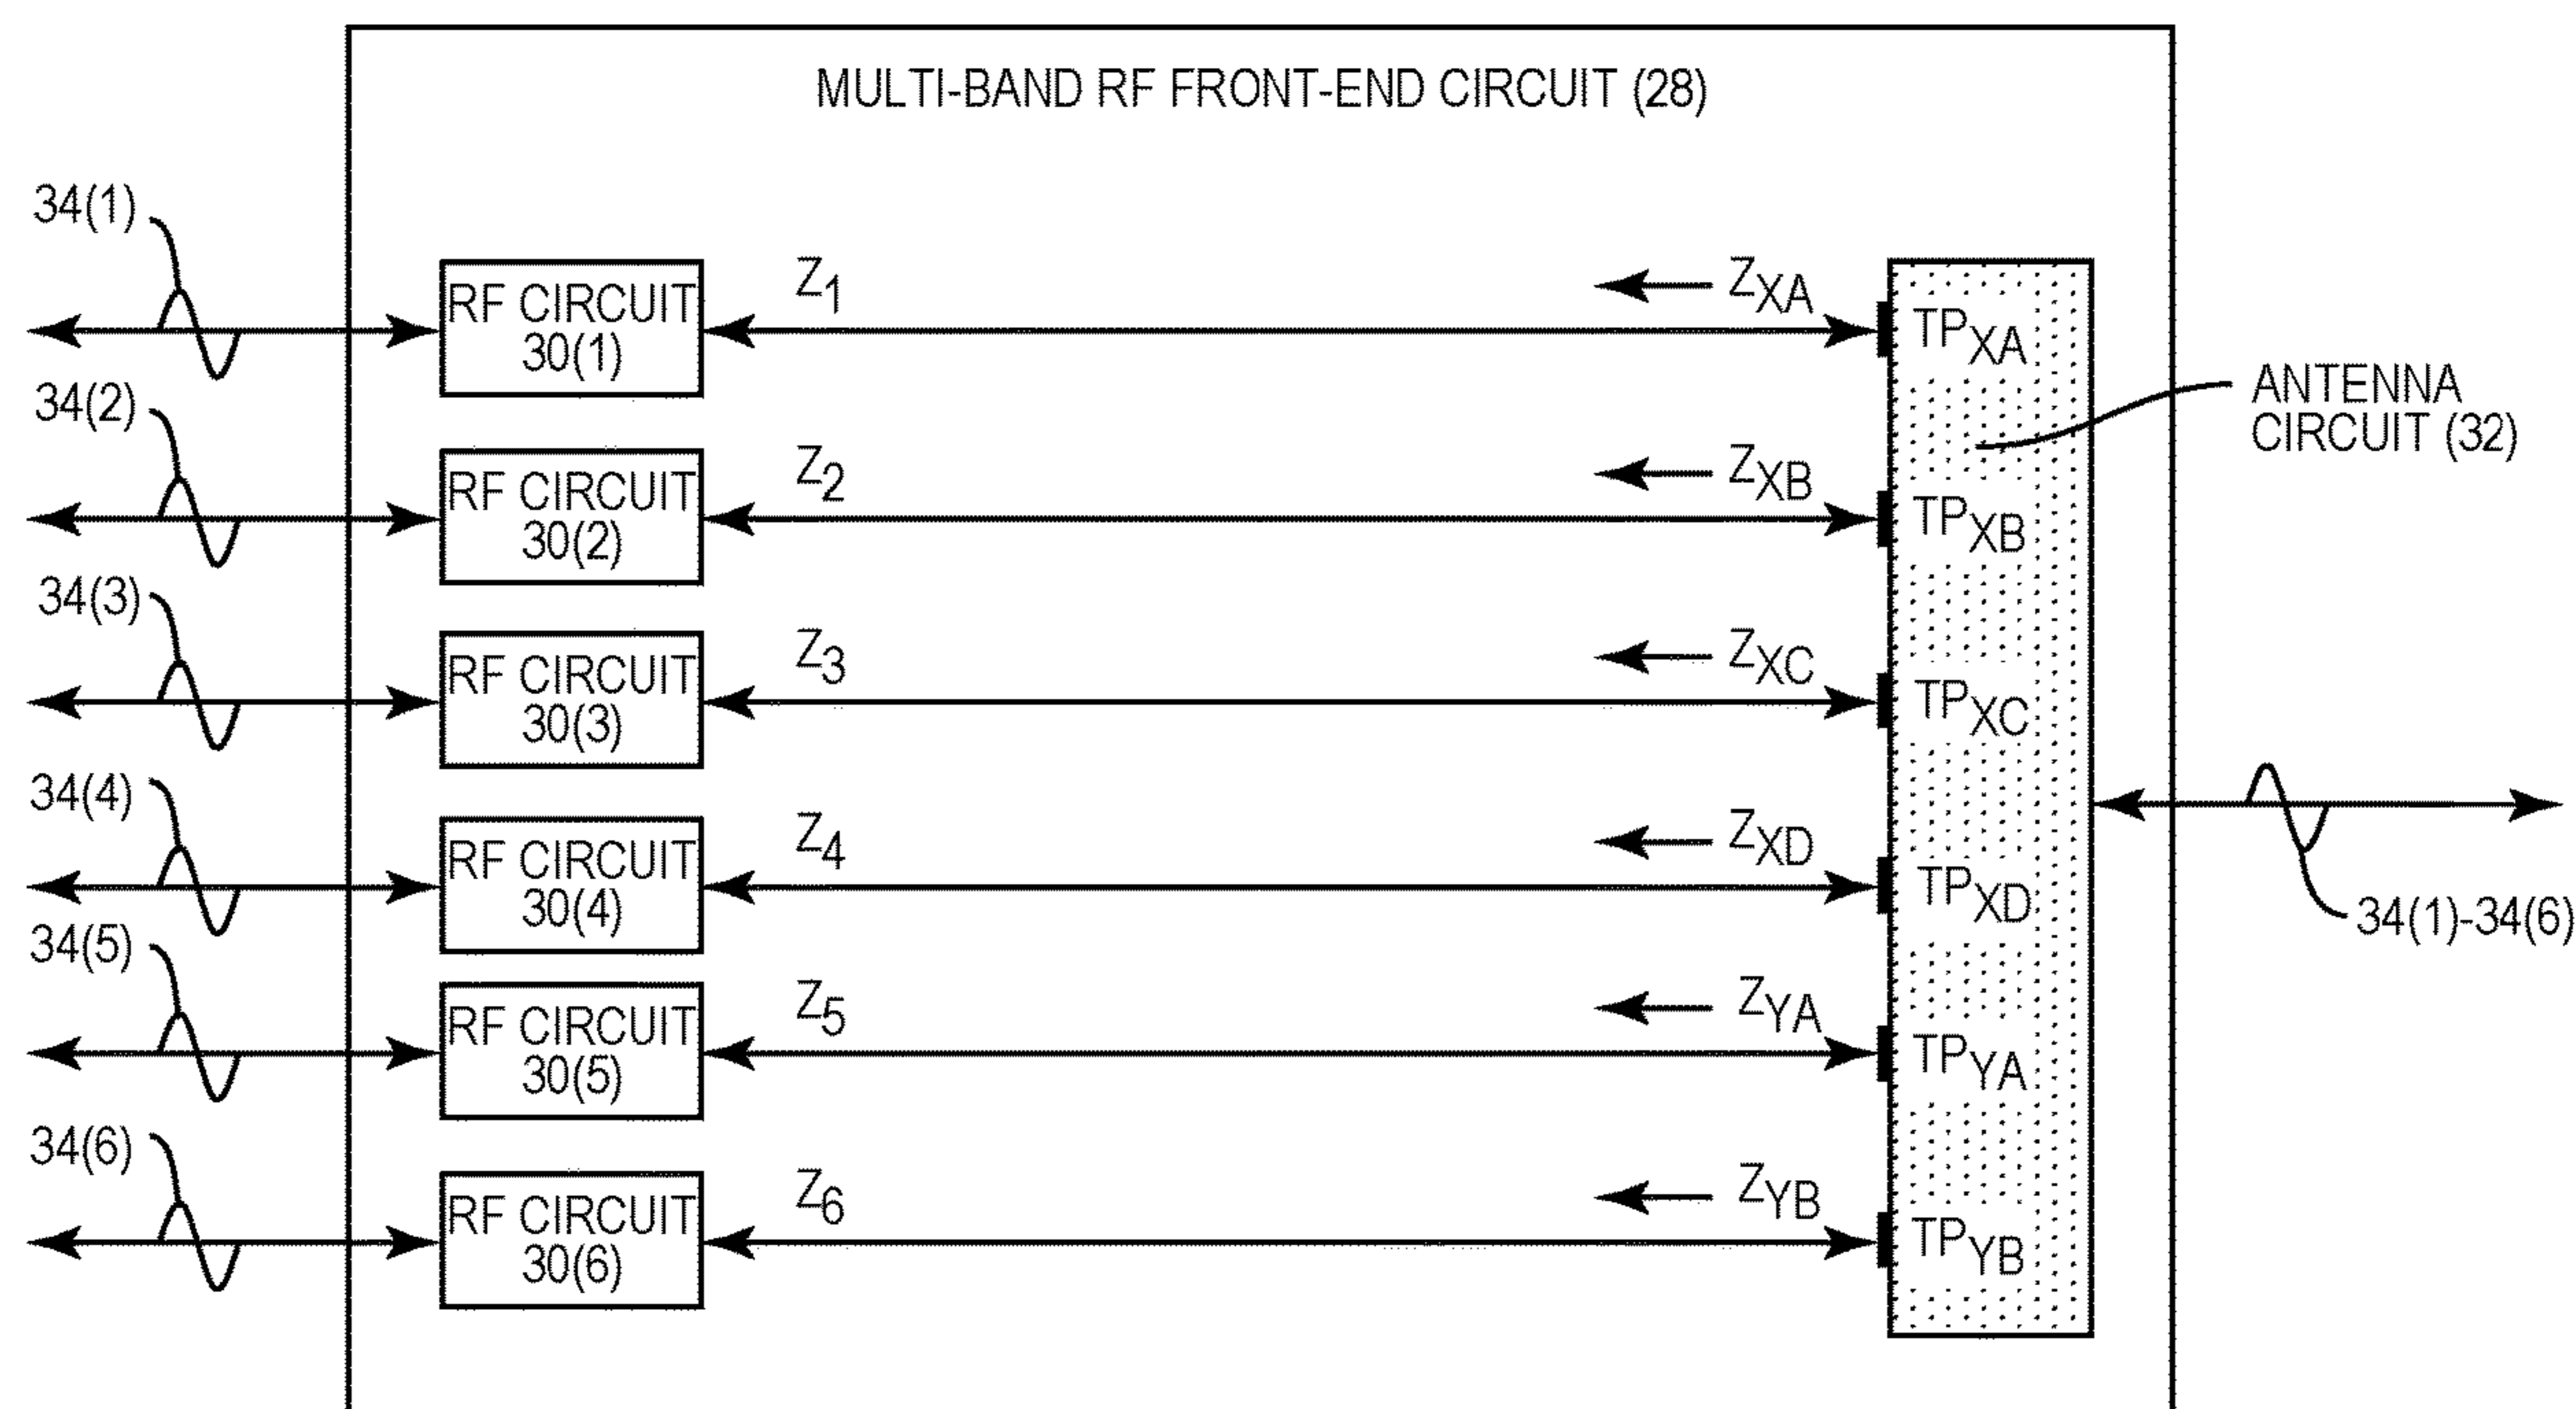 MULTI-BAND RF FRONT-END CIRCUIT (28)
34(1)
RF CIRCUIT
30(1)
Z1
ZXA
TPXA
ANTENNA
CIRCUIT (32)
34(2)
RF CIRCUIT
30(2)
Z2
ZXB
TPXB
34(3)
RF CIRCUIT
30(3)
Z3
ZXC
TPXC
34(4)
RF CIRCUIT
30(4)
Z4
ZXD
TPXD
34(1)-34(6)
34(5)
RF CIRCUIT
30(5)
Z5
ZYA
TPYA
34(6)
RF CIRCUIT
30(6)
Z6
ZYB
TPYB